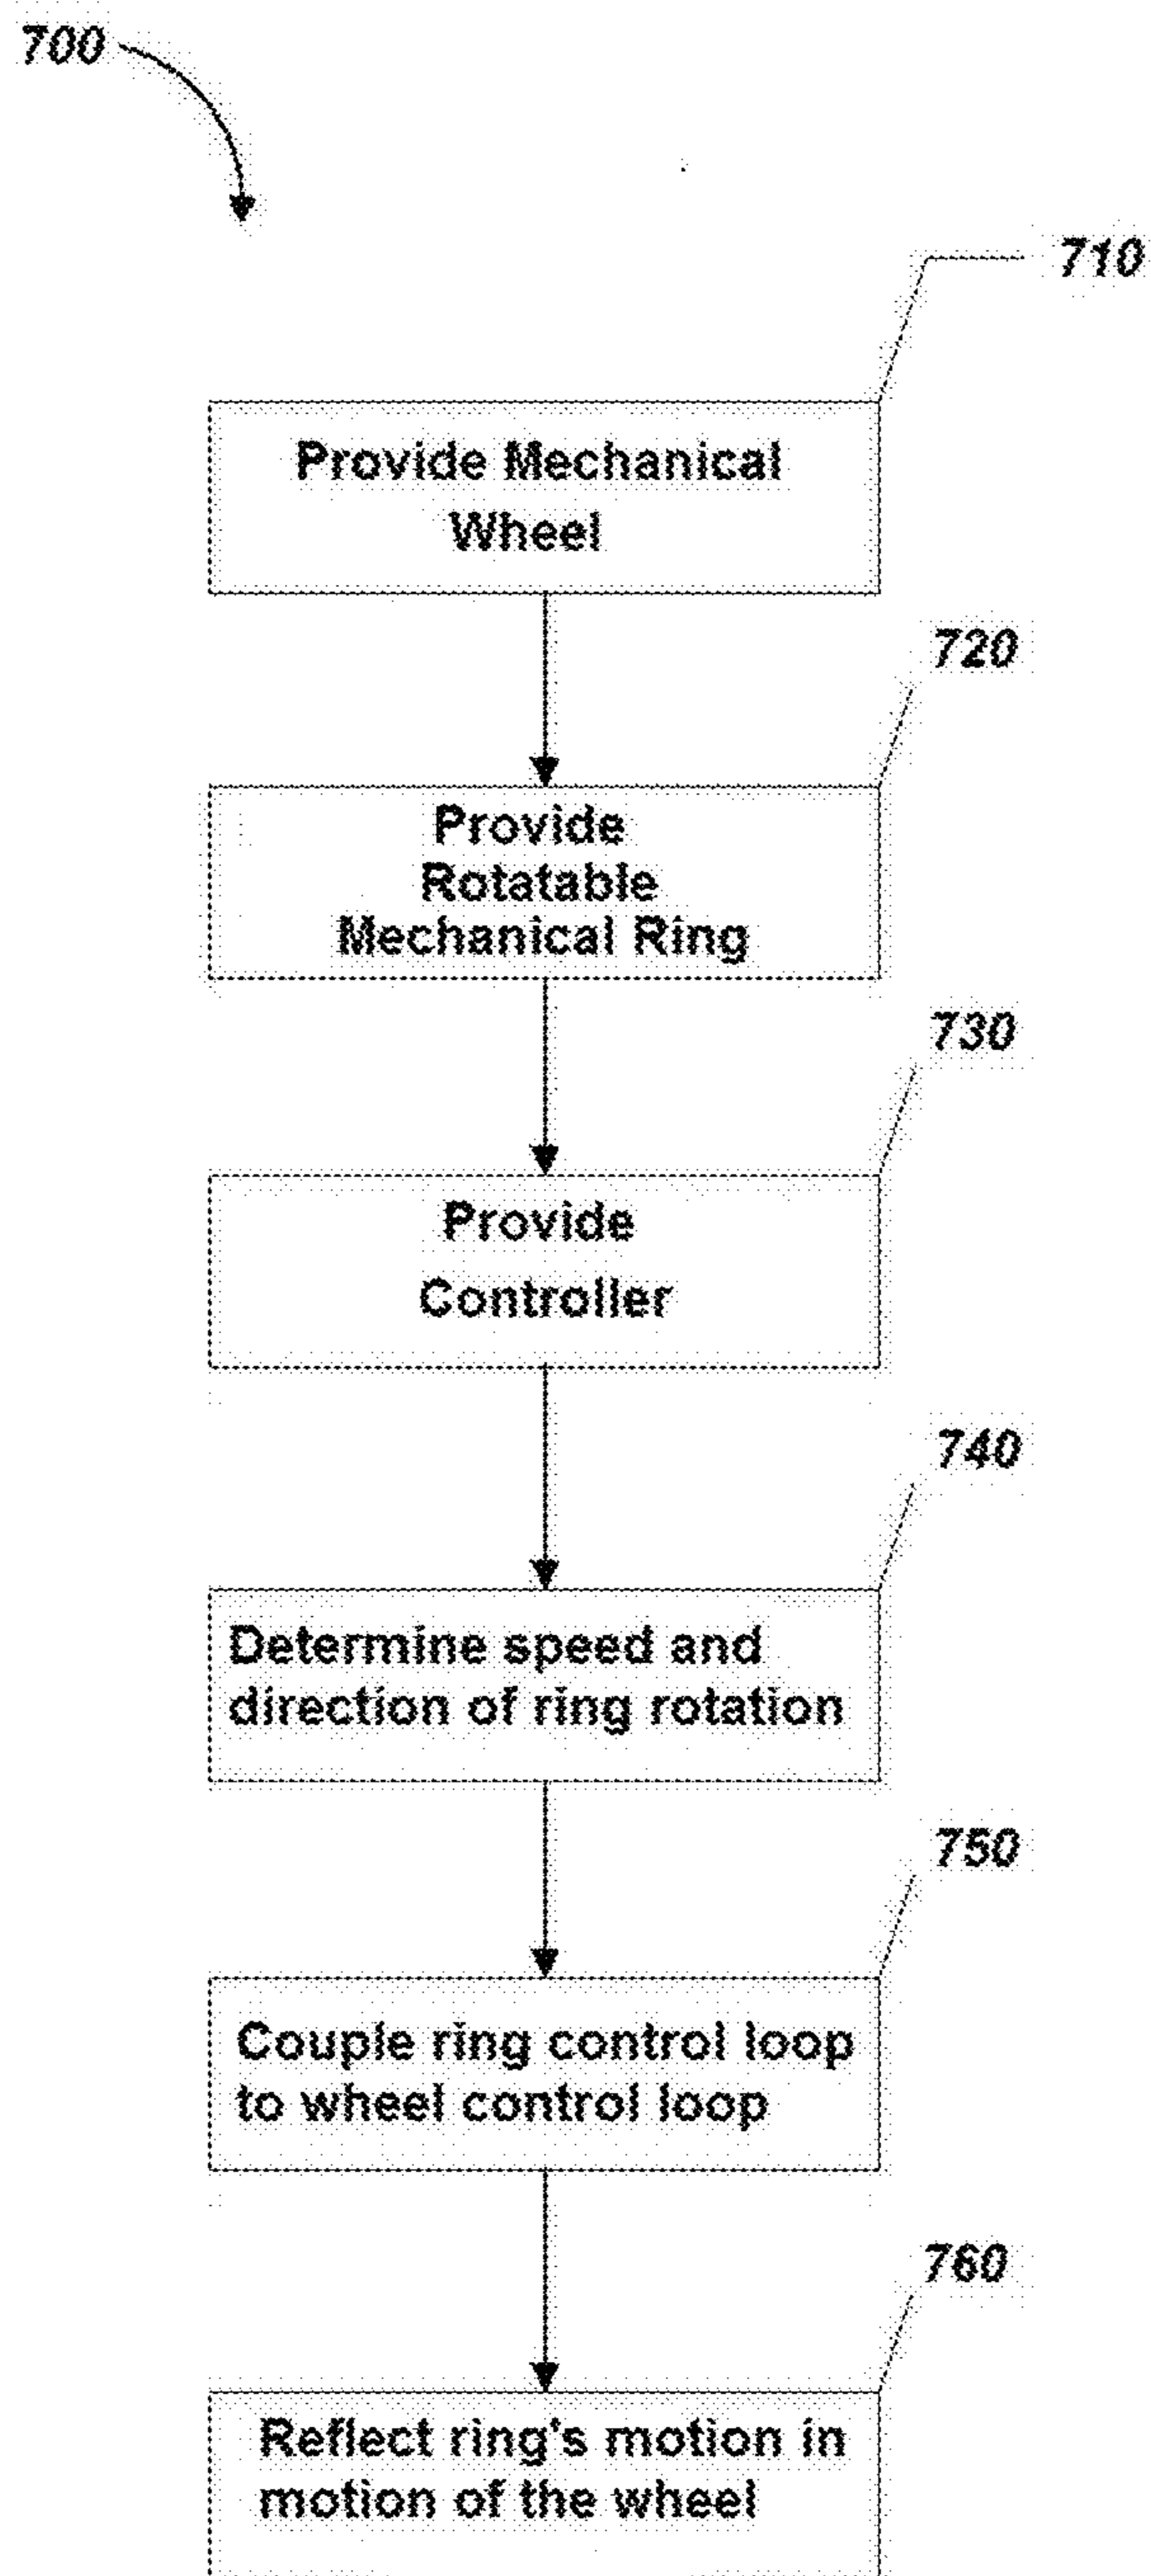 700
710
Provide Mechanical
Wheel
720
Provide
Rotatable
Mechanical Ring
730
Provide
Controller
740
Determine speed and
direction of ring rotation
750
Couple ring control loop
to wheel control loop
760
Reflect ring's motion in
motion of the wheel